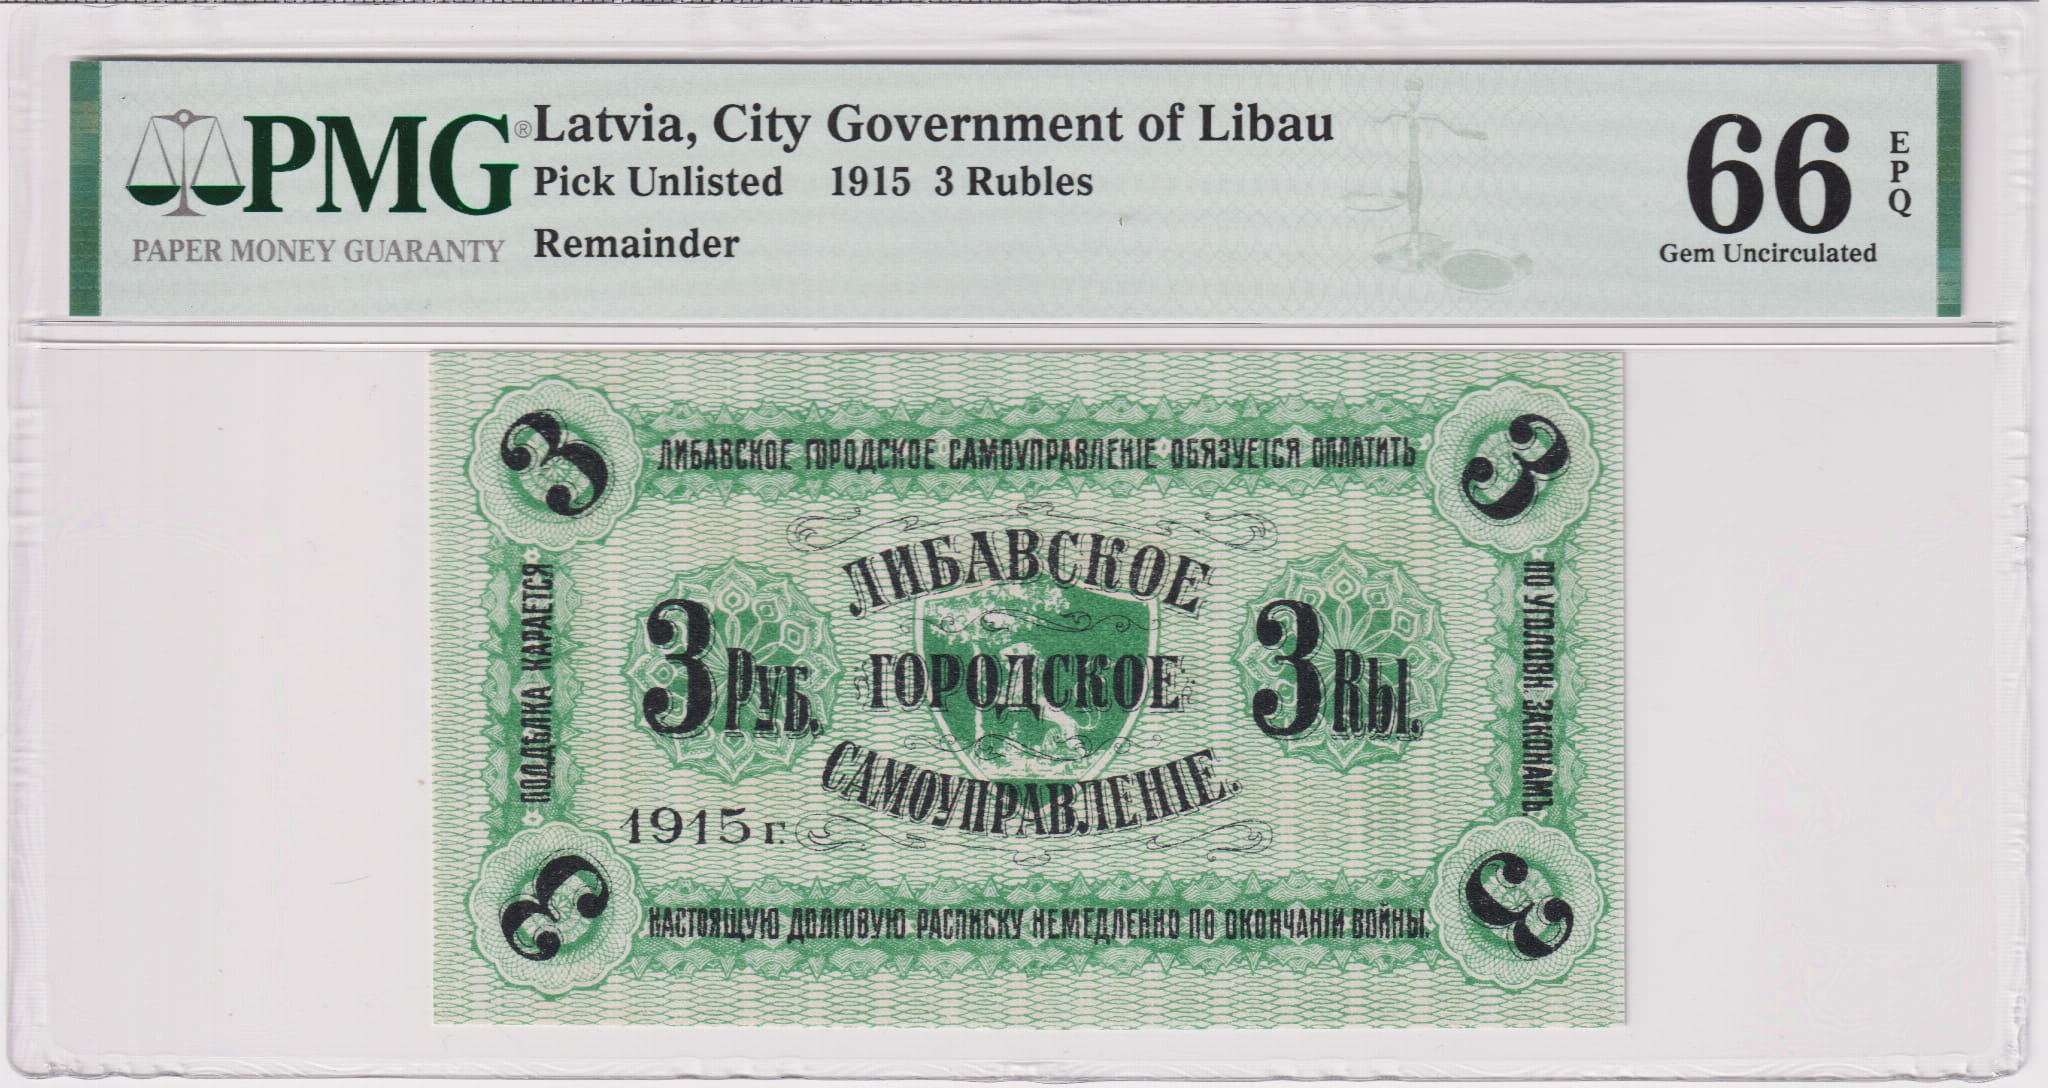 PMG®
PAPER MONEY GUARANTY
Latvia, City Government of Libau
Pick Unlisted 1915 3 Rubles
Remainder
66
EPQ
Gem Uncirculated
3
3
ЛИБАВСКОЕ ГОРОДСКОЕ САМОУПРАВЛЕНІЕ ОБЯЗУЕТСЯ ОПЛАТИТЬ
ПОДДѢЛКА КАРАЕТСЯ
ПО УГОЛОВН. ЗАКОНАМЪ.
ЛИБАВСКОЕ
3 РУБ.
ГОРОДСКОЕ
3 Rbl.
САМОУПРАВЛЕНІЕ.
1915 г.
НАСТОЯЩУЮ ДОЛГОВУЮ РАСПИСКУ НЕМЕДЛЕННО ПО ОКОНЧАНІИ ВОЙНЫ.
3
3